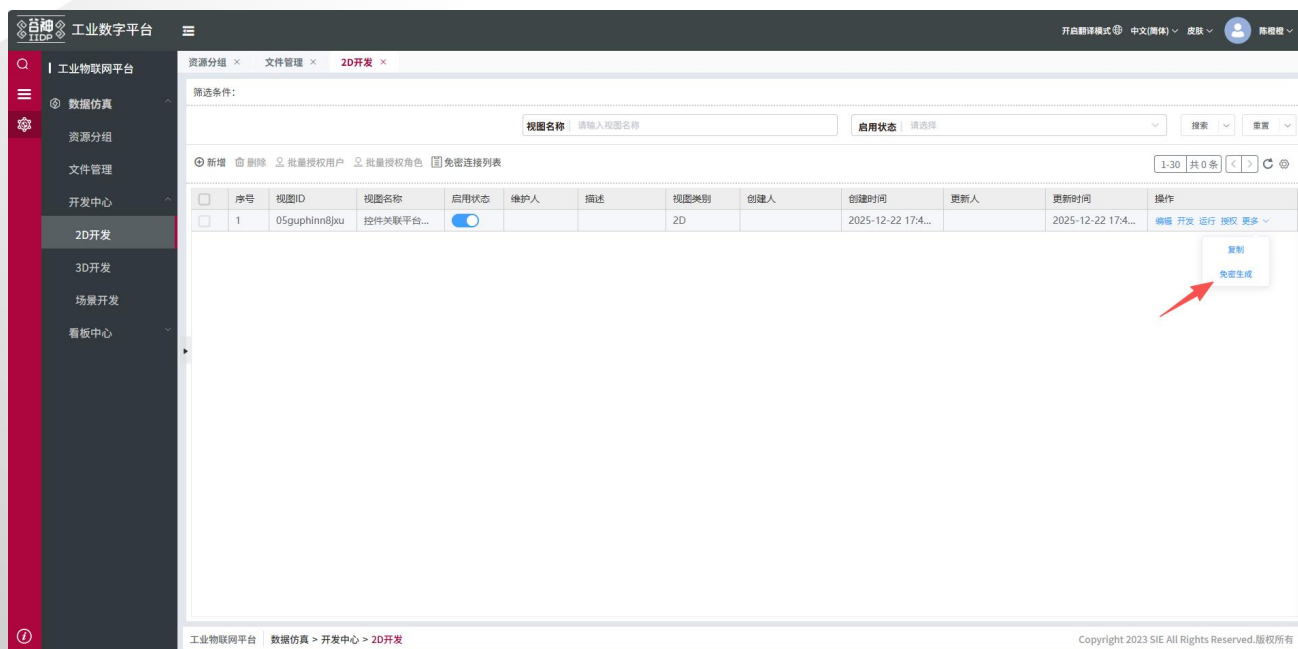 谷神 IIDP 工业数字平台 开启翻译模式 中文(简体) 皮肤 陈橙橙
工业物联网平台 资源分组 × 文件管理 × 2D开发 ×
筛选条件：
数据仿真
视图名称 请输入视图名称 启用状态 请选择 搜索 重置
资源分组
新增 删除 批量授权用户 批量授权角色 免密连接列表 1-30 共 0 条
文件管理
序号 视图ID 视图名称 启用状态 维护人 描述 视图类别 创建人 创建时间 更新人 更新时间 操作
开发中心
1 05guphinn8jxu 控件关联平台... 2D 2025-12-22 17:4... 2025-12-22 17:4... 编辑 开发 运行 授权 更多
2D开发
复制
3D开发
免密生成
场景开发
看板中心
工业物联网平台 数据仿真 > 开发中心 > 2D开发 Copyright 2023 SIE All Rights Reserved.版权所有